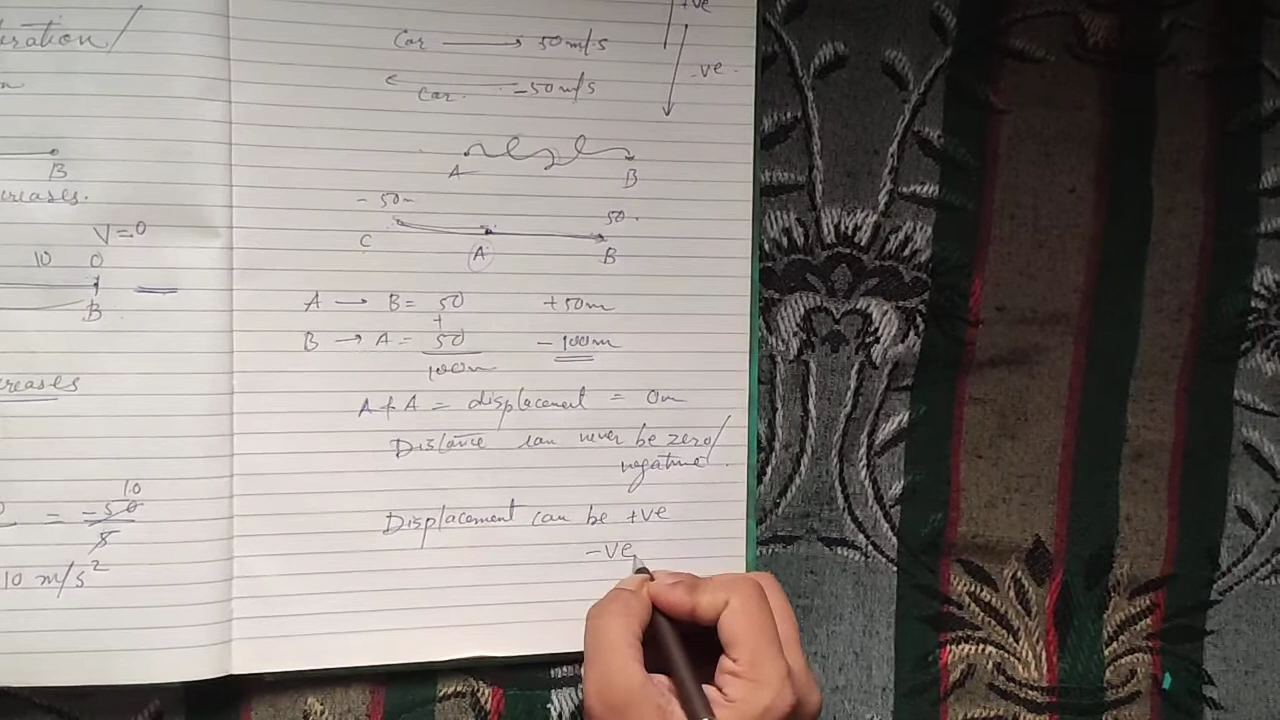 +ve
-ve
Car → 50 m/s
← car = 50 m/s
A B
- 50 - 50
C A B
A → B = 50 +50m
+
B → A = 50 - 100m
100m
A + A = displacement = 0m
Distance can never be zero/
negative.
Displacement can be +ve
-ve
eration/
B
creases.
V=0
10 0
B
creases
10
= -50
5
10 m/s²